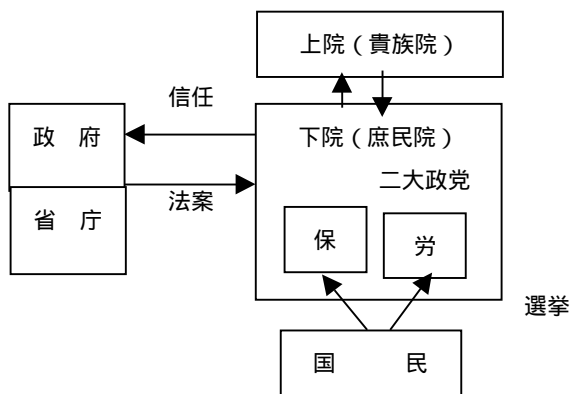 上院（貴族院）
信任
政　府
下院（庶民院）
二大政党
法案
省　庁
保
労
選挙
国　　民